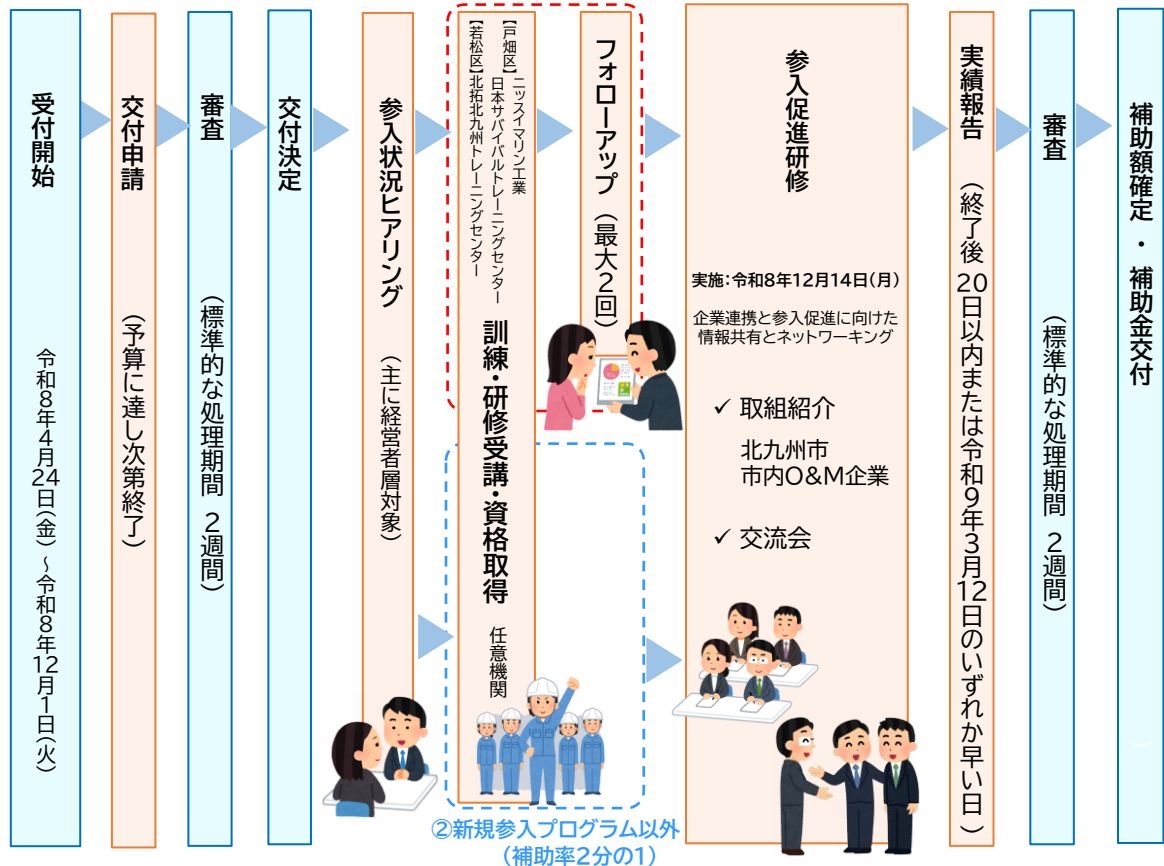 受付開始
令和8年4月24日(金)～令和8年12月1日(火)
交付申請
(予算に達し次第終了)
審査
(標準的な処理期間 2週間)
交付決定
参入状況ヒアリング
(主に経営者層対象)
【戸畑区】ニッスイマリン工業
日本サバイバルトレーニングセンター
【若松区】北拓北九州トレーニングセンター
訓練・研修受講・資格取得
任意機関
フォローアップ
(最大2回)
②新規参入プログラム以外
(補助率2分の1)
参入促進研修
実施:令和8年12月14日(月)
企業連携と参入促進に向けた
情報共有とネットワーキング
✓ 取組紹介
北九州市
市内O&M企業
✓ 交流会
実績報告
(終了後 20日以内または令和9年3月12日のいずれか早い日)
審査
(標準的な処理期間 2週間)
補助額確定・補助金交付